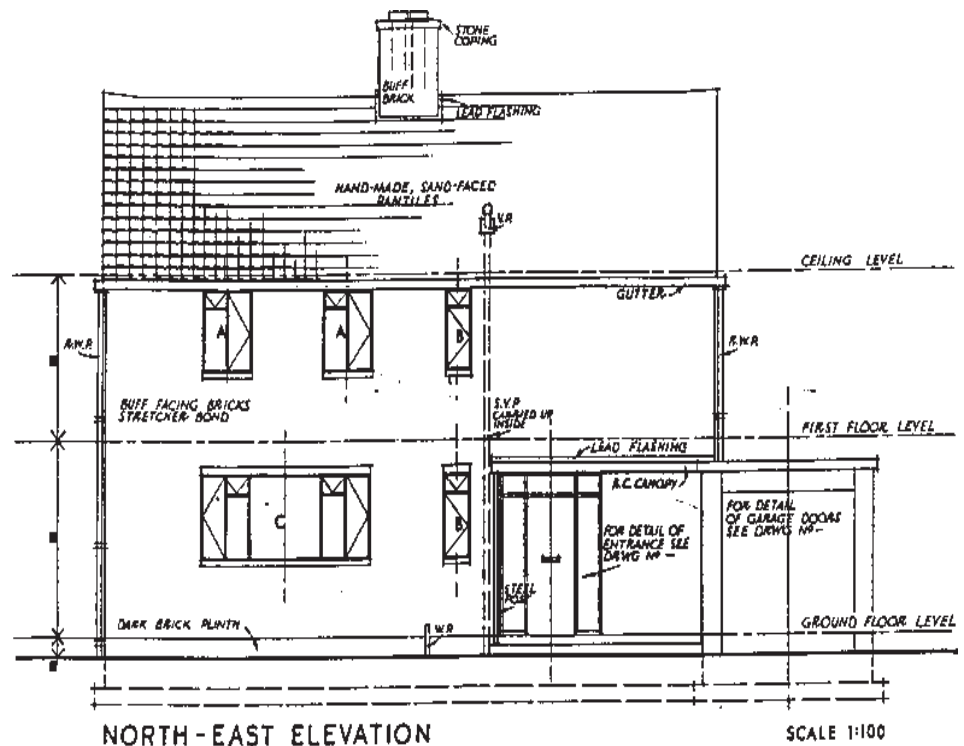 STONE
COPING
BUFF
BRICK
LEAD FLASHING
HAND-MADE, SAND-FACED
PANTILES
V.P.
CEILING LEVEL
GUTTER
R.W.P.
A
A
B
R.W.P.
BUFF FACING BRICKS
STRETCHER BOND
S.V.P.
CARRIED UP
INSIDE
FIRST FLOOR LEVEL
LEAD FLASHING
R.C. CANOPY
C
B
FOR DETAIL OF
ENTRANCE SEE
DRWG Nº —
FOR DETAIL
OF GARAGE DOORS
SEE DRWG Nº —
STEEL
POST
DARK BRICK PLINTH
W.P.
GROUND FLOOR LEVEL
NORTH-EAST ELEVATION
SCALE 1:100